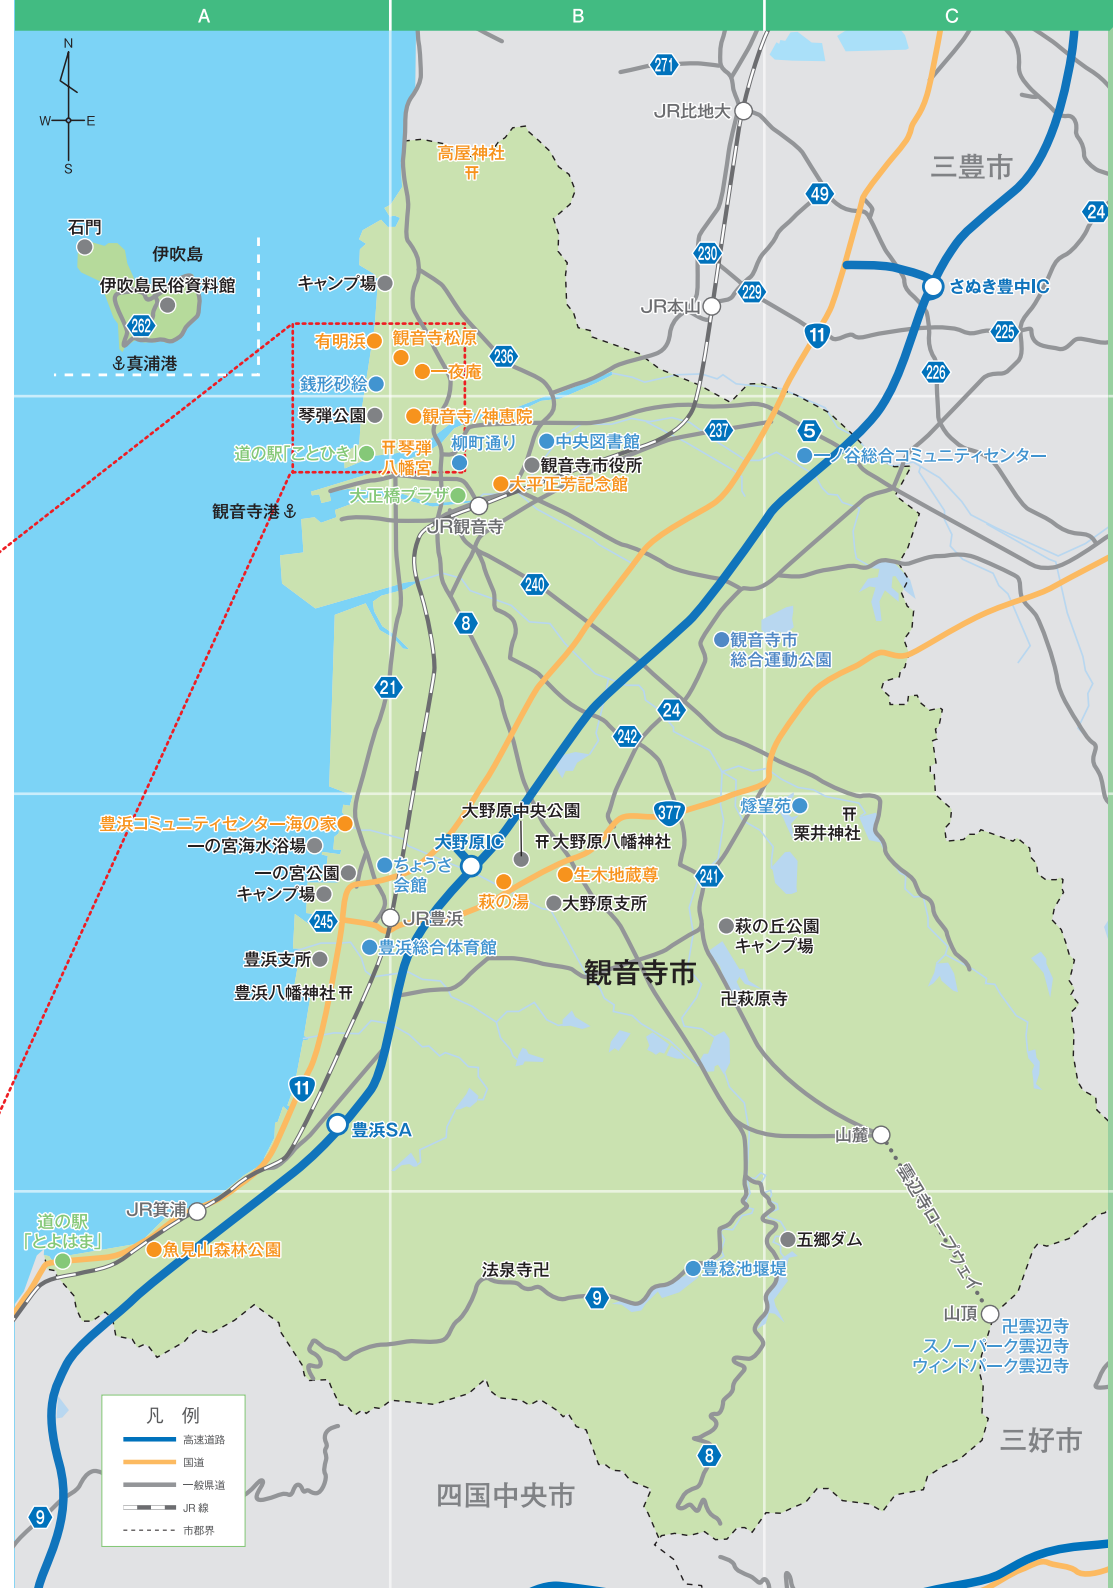 A
B
C
N
W
E
S
271
JR比地大
高屋神社
三豊市
49
24
石門
伊吹島
伊吹島民俗資料館
262
真浦港
230
229
キャンプ場
JR本山
さぬき豊中IC
11
225
有明浜
観音寺松原
一夜庵
236
226
銭形砂絵
琴弾公園
観音寺/神恵院
237
5
道の駅「ことひき」
琴弾
八幡宮
柳町通り
中央図書館
観音寺市役所
一ノ谷総合コミュニティセンター
大平正芳記念館
大正橋プラザ
観音寺港
JR観音寺
240
8
観音寺市
総合運動公園
21
24
242
大野原中央公園
377
燧望苑
粟井神社
豊浜コミュニティセンター海の家
一の宮海水浴場
大野原IC
大野原八幡神社
一の宮公園
ちょうさ
会館
キャンプ場
萩の湯
生木地蔵尊
241
大野原支所
245
JR豊浜
萩の丘公園
キャンプ場
豊浜総合体育館
豊浜支所
観音寺市
豊浜八幡神社
卍萩原寺
11
豊浜SA
山麓
雲辺寺ロープウェイ
JR箕浦
道の駅
「とよはま」
魚見山森林公園
五郷ダム
法泉寺卍
豊稔池堰堤
9
山頂
卍雲辺寺
スノーパーク雲辺寺
ウィンドパーク雲辺寺
凡 例
高速道路
国道
一般県道
JR 線
市郡界
三好市
8
四国中央市
9